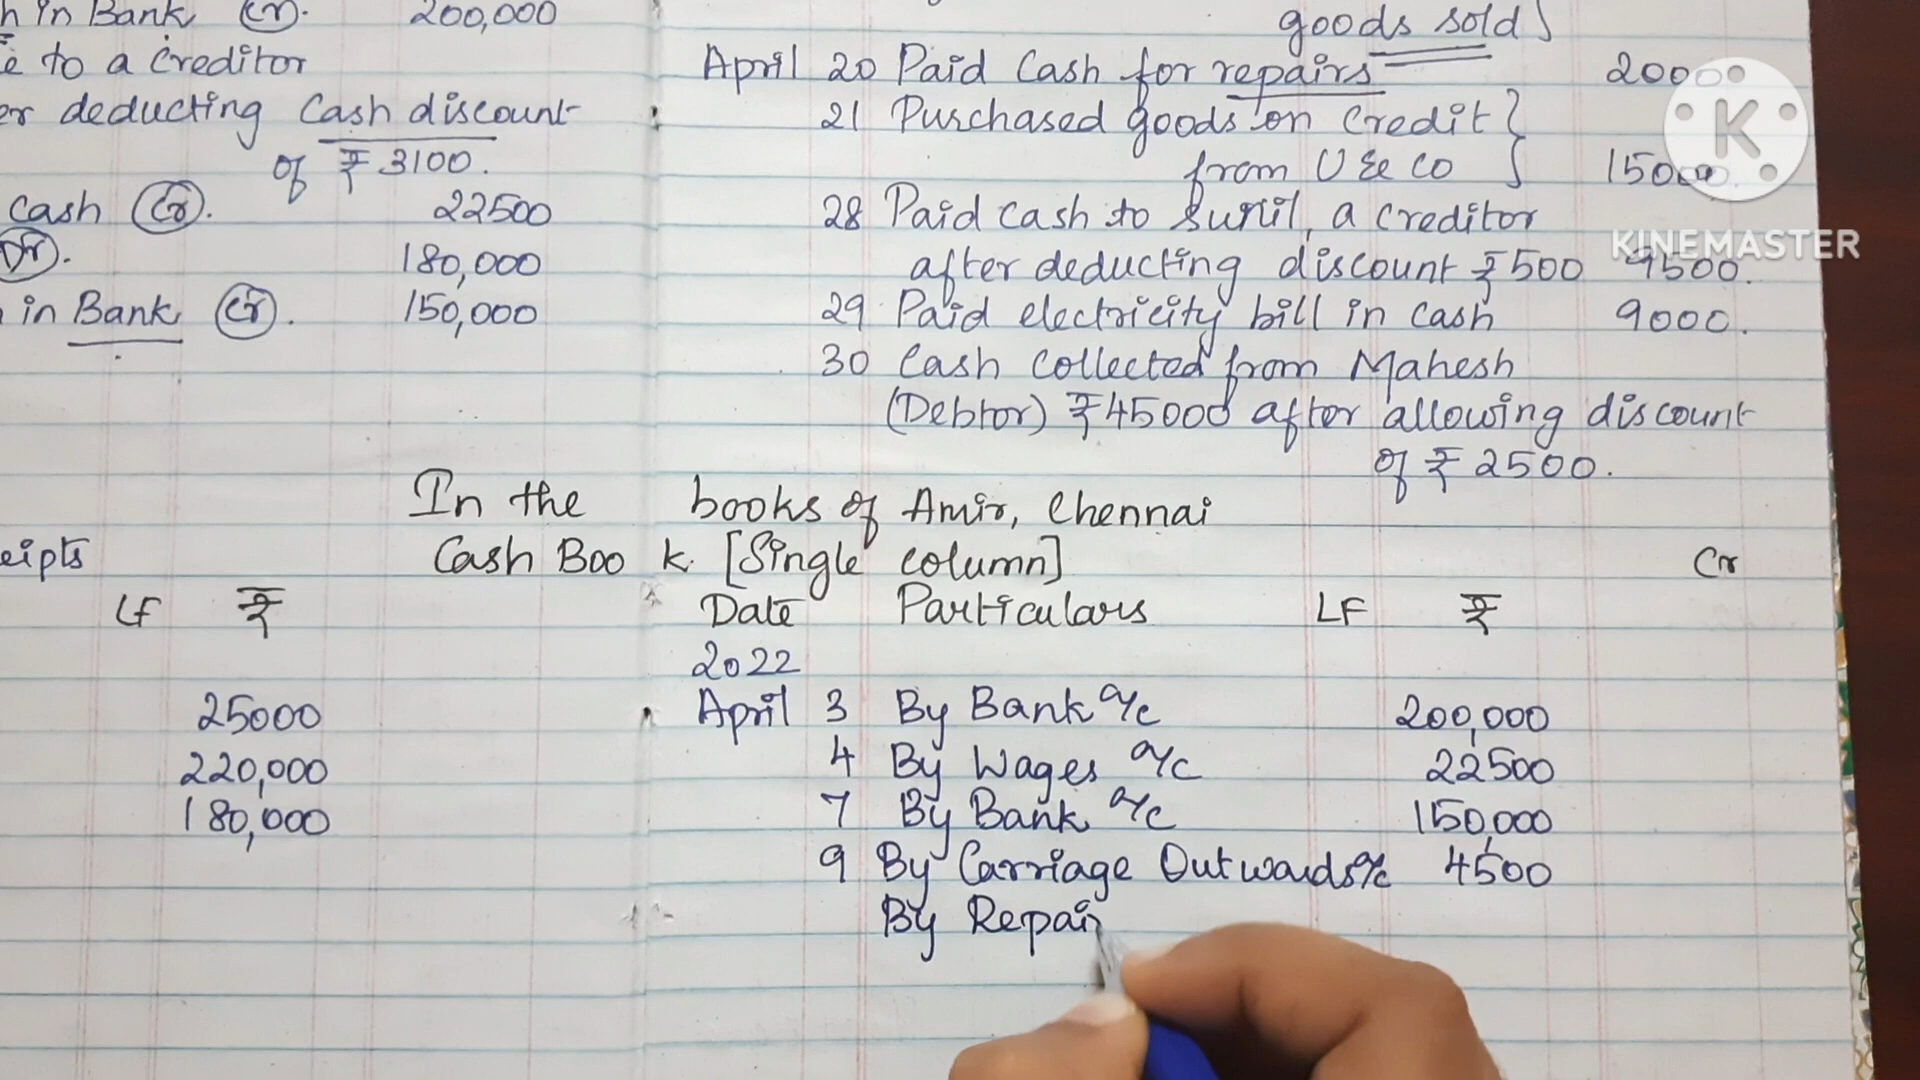 h in Bank Cr. 200,000
e to a Creditor
er deducting Cash discount
of ₹ 3100.
cash Cr. 22500
Dr. 180,000
in Bank Cr. 150,000
goods sold}
April 20 Paid Cash for repairs 2000
21 Purchased goods on Credit }
from U & co } 15000.
28 Paid cash to Sunil, a Creditor
after deducting discount ₹500 9500.
29 Paid electricity bill in cash 9000.
30 Cash Collected from Mahesh
(Debtor) ₹45000 after allowing discount
of ₹ 2500.
K
KINEMASTER
In the books of Amir, Chennai
eipts Cash Book [Single column] Cr
LF ₹ Date Particulars LF ₹
2022
25000 April 3 By Bank a/c 200,000
220,000 4 By Wages a/c 22500
180,000 7 By Bank a/c 150,000
9 By Carriage Outwards a/c 4500
By Repair